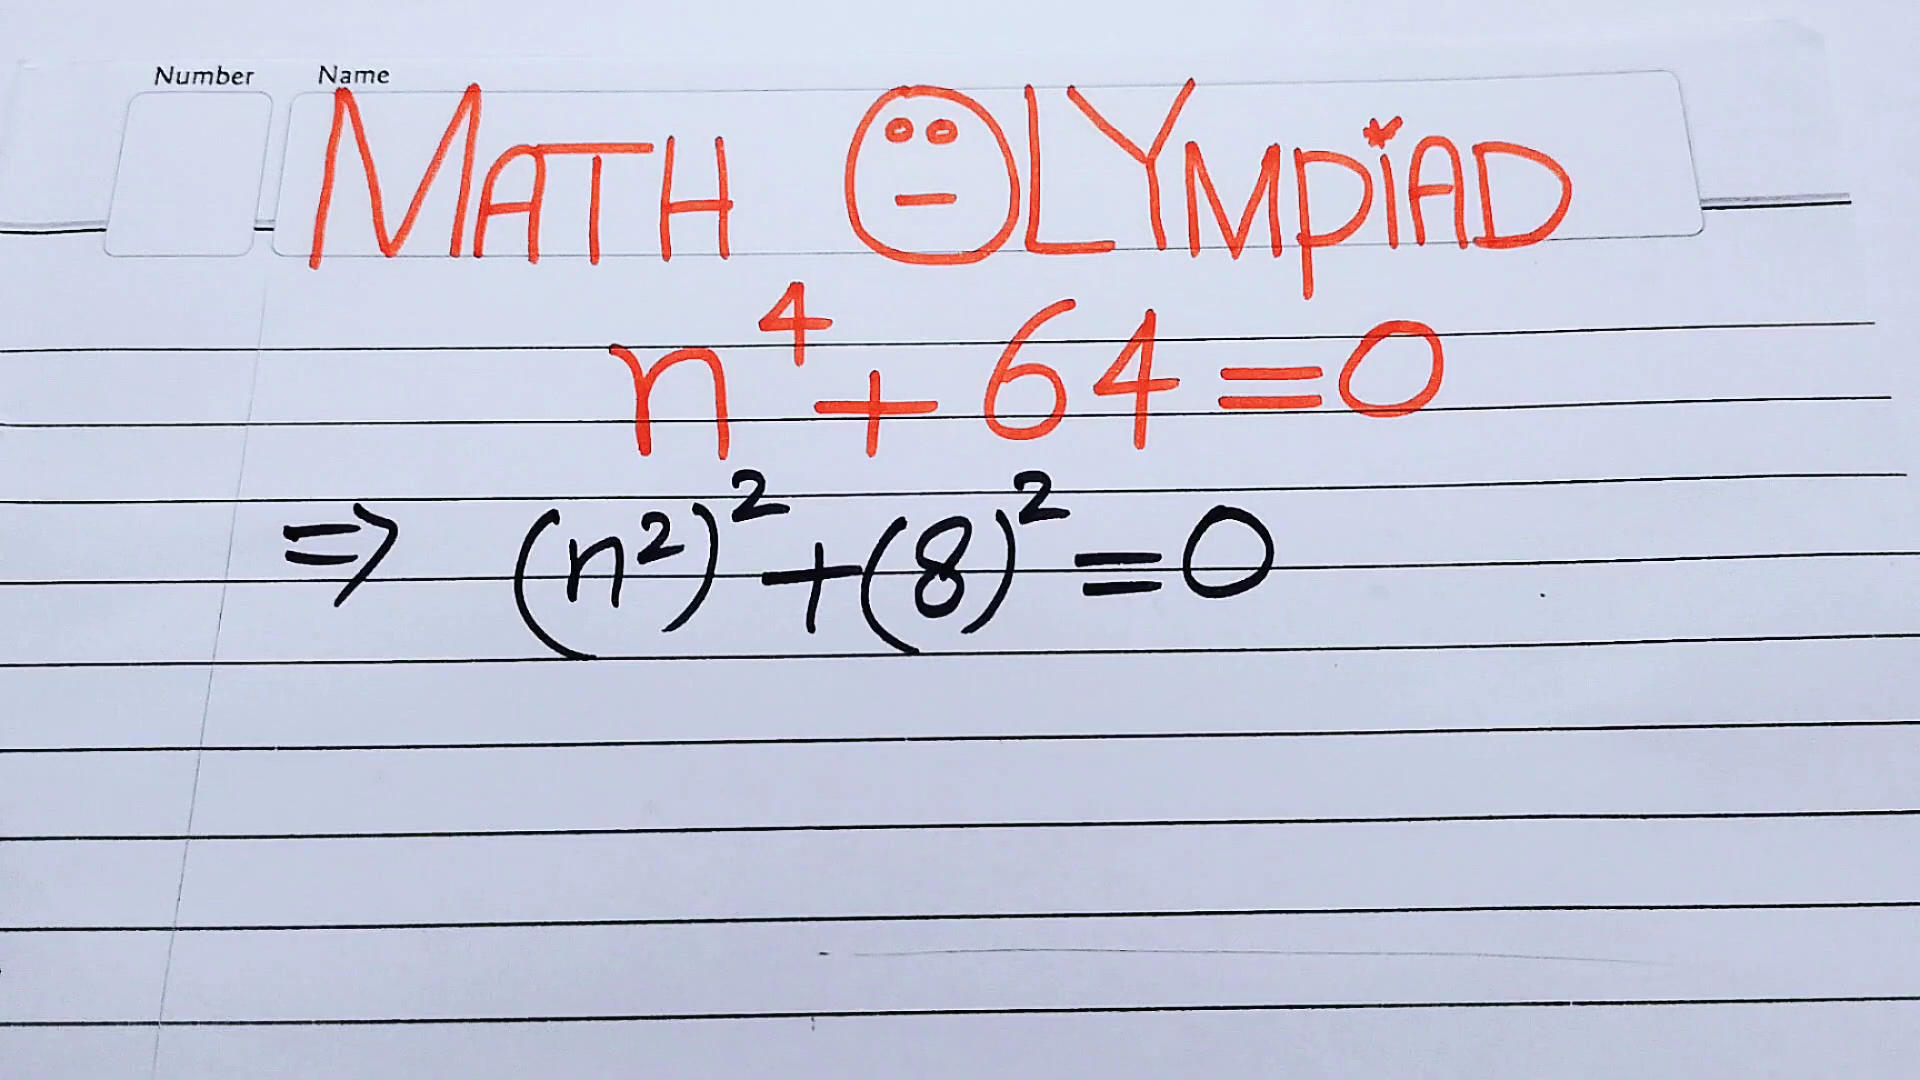 Number Name
MATH OLYMPiAD
n⁴ + 64 = 0
⇒ (n²)² + (8)² = 0